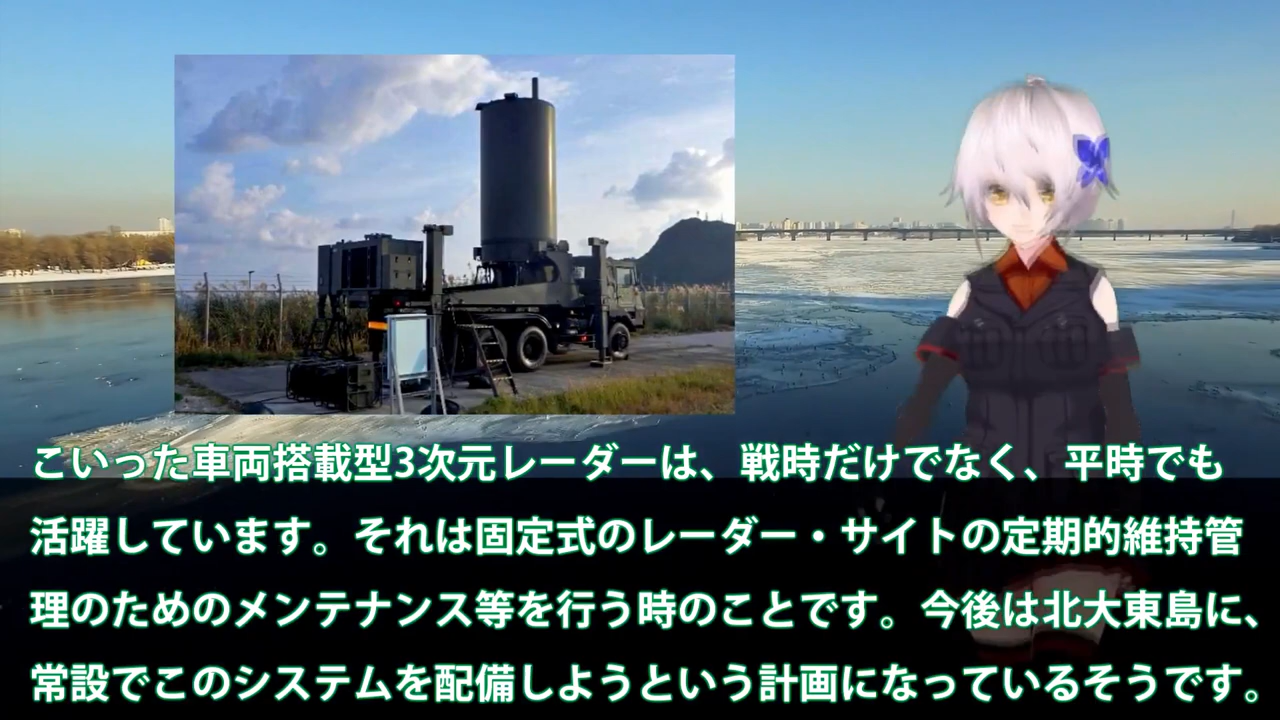 こいった車両搭載型3次元レーダーは、戦時だけでなく、平時でも
活躍しています。それは固定式のレーダー・サイトの定期的維持管
理のためのメンテナンス等を行う時のことです。今後は北大東島に、
常設でこのシステムを配備しようという計画になっているそうです。